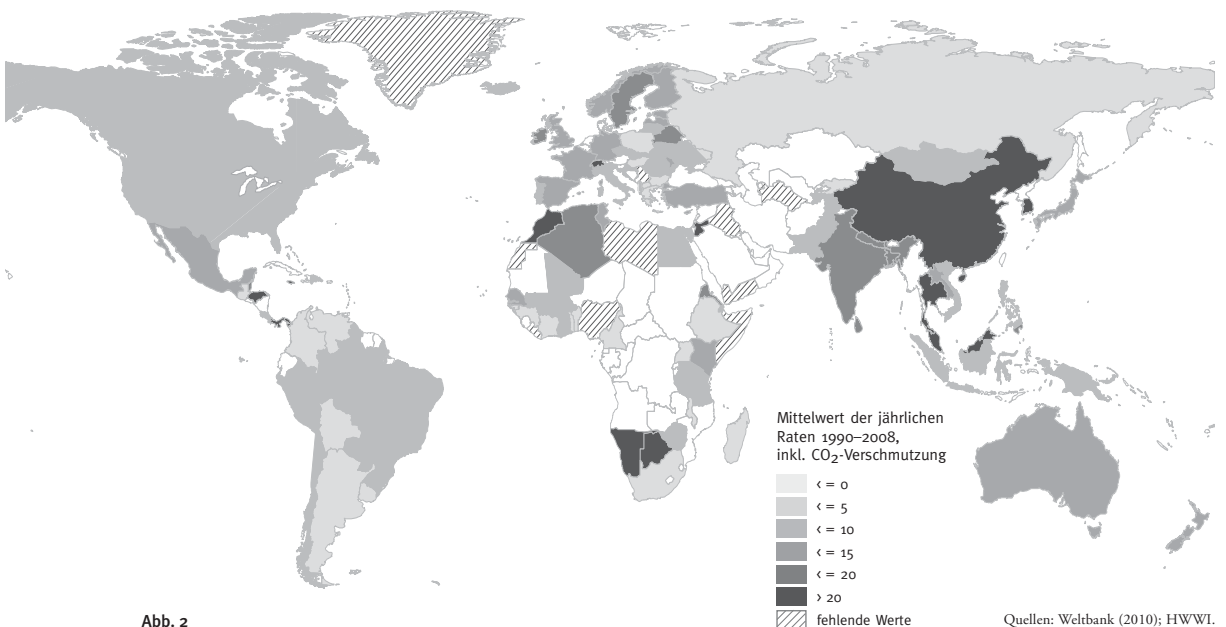 Mittelwert der jährlichen
Raten 1990–2008,
inkl. CO2-Verschmutzung
< = 0
< = 5
< = 10
< = 15
< = 20
> 20
fehlende Werte
Abb. 2
Quellen: Weltbank (2010); HWWI.